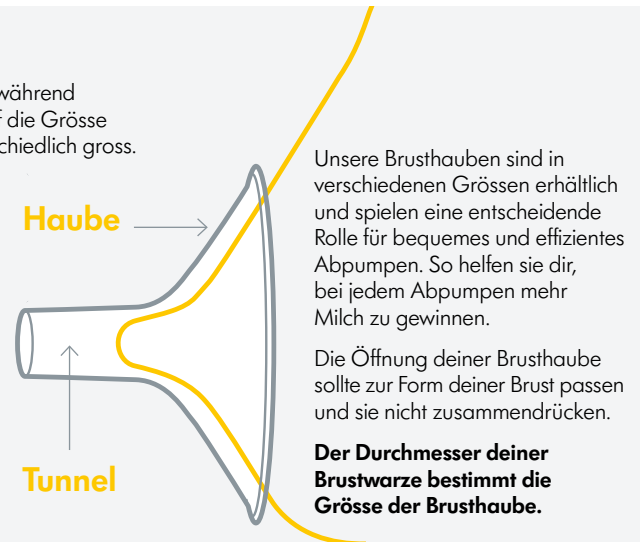 während
die Grösse
schiedlich gross.
Haube
Tunnel
Unsere Brusthauben sind in
verschiedenen Grössen erhältlich
und spielen eine entscheidende
Rolle für bequemes und effizientes
Abpumpen. So helfen sie dir,
bei jedem Abpumpen mehr
Milch zu gewinnen.
Die Öffnung deiner Brusthaube
sollte zur Form deiner Brust passen
und sie nicht zusammendrücken.
Der Durchmesser deiner
Brustwarze bestimmt die
Grösse der Brusthaube.